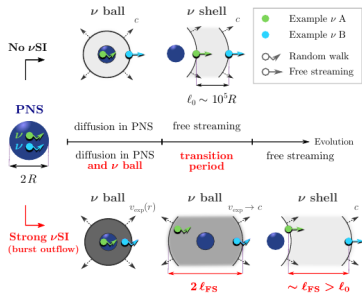 ν ball
ν shell
Example ν A
Example ν B
Random walk
Free streaming
No νSI
c
c
ℓ₀ ∼ 10⁵R
PNS
ν
ν
2R
diffusion in PNS
free streaming
Evolution
diffusion in PNS
and ν ball
transition
period
free streaming
Strong νSI
(burst outflow)
ν ball
v_exp(r)
ν ball
v_exp → c
ν shell
c
2 ℓ_FS
∼ ℓ_FS > ℓ₀